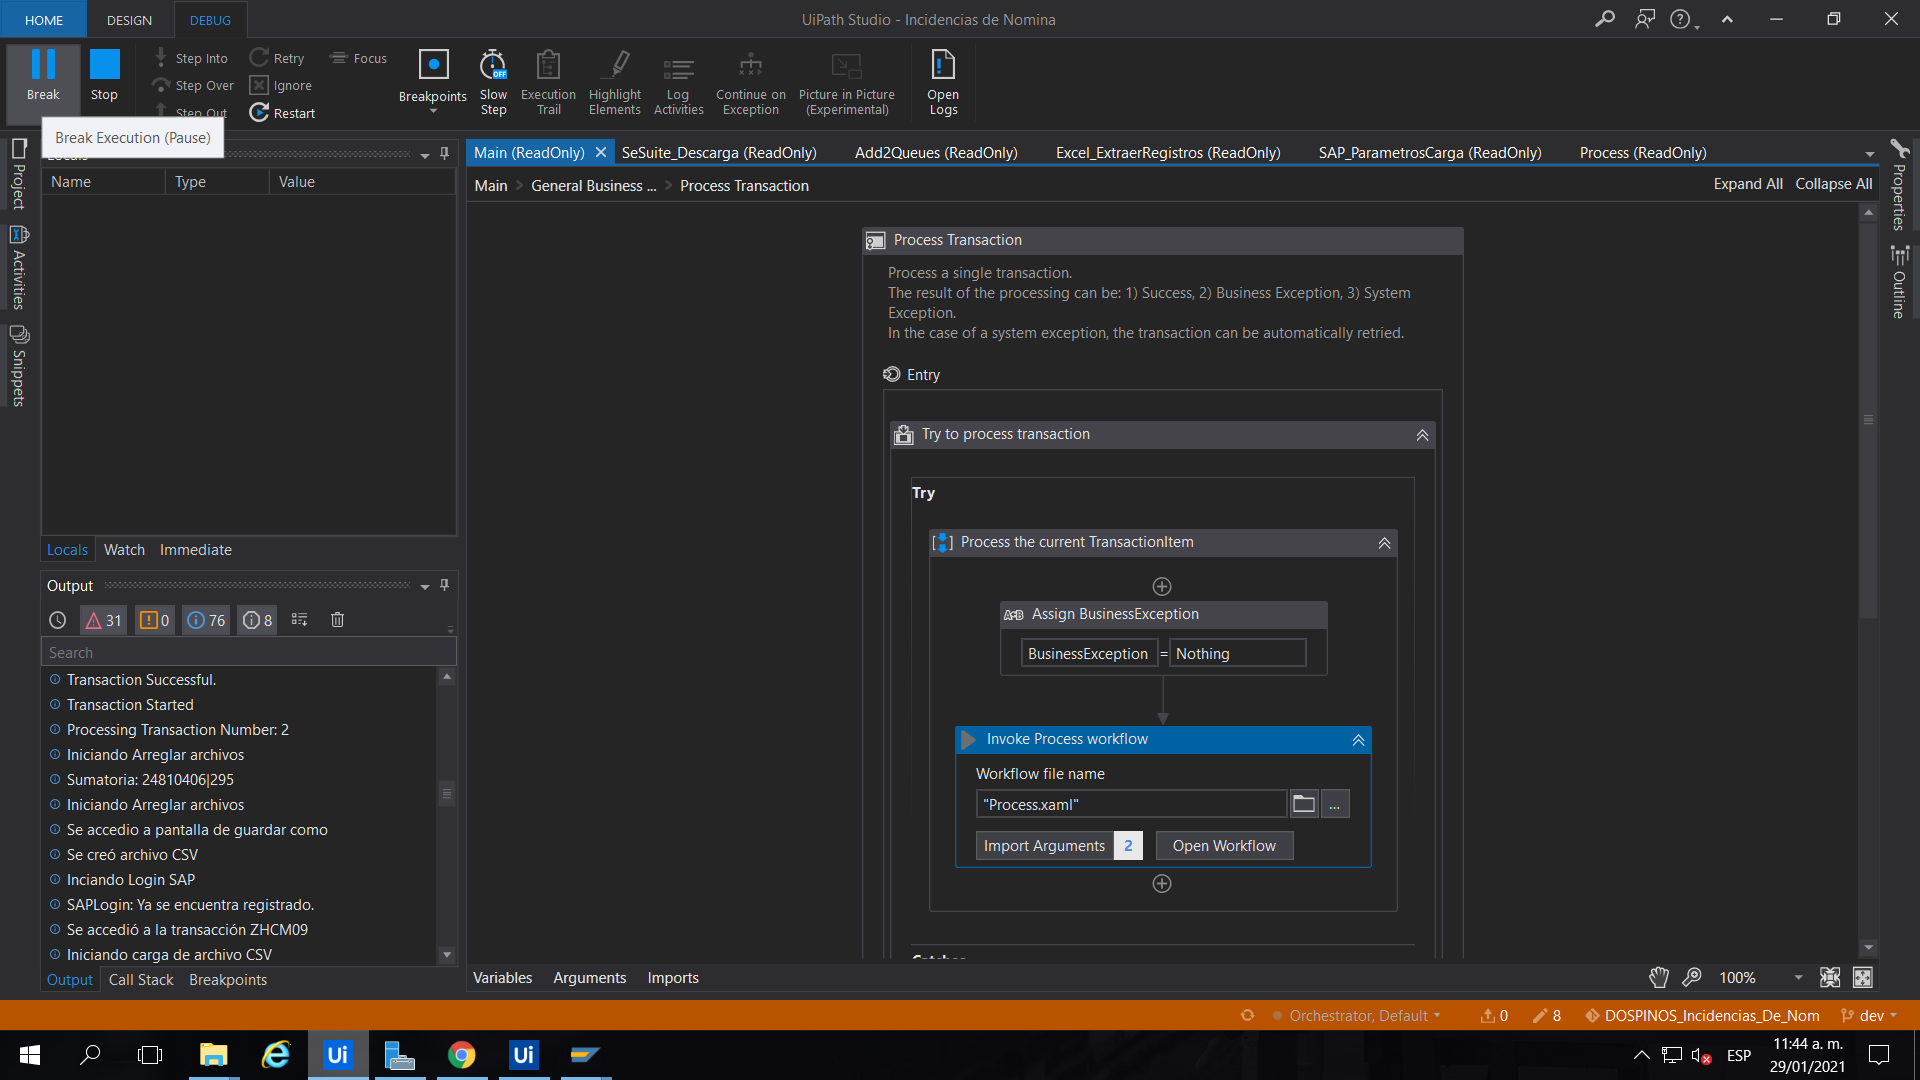 HOME
DESIGN
DEBUG
UiPath Studio - Incidencias de Nomina
Break
Stop
Step Into
Step Over
Step Out
Retry
Ignore
Restart
Focus
Breakpoints
Slow
Step
OFF
Execution
Trail
Highlight
Elements
Log
Activities
Continue on
Exception
Picture in Picture
(Experimental)
Open
Logs
Break Execution (Pause)
Locals
Project
Activities
Snippets
Name
Type
Value
Locals
Watch
Immediate
Output
31
0
76
8
Search
Transaction Successful.
Transaction Started
Processing Transaction Number: 2
Iniciando Arreglar archivos
Sumatoria: 24810406|295
Iniciando Arreglar archivos
Se accedio a pantalla de guardar como
Se creó archivo CSV
Inciando Login SAP
SAPLogin: Ya se encuentra registrado.
Se accedió a la transacción ZHCM09
Iniciando carga de archivo CSV
Output
Call Stack
Breakpoints
Main (ReadOnly)
SeSuite_Descarga (ReadOnly)
Add2Queues (ReadOnly)
Excel_ExtraerRegistros (ReadOnly)
SAP_ParametrosCarga (ReadOnly)
Process (ReadOnly)
Main > General Business ... > Process Transaction
Expand All
Collapse All
Process Transaction
Process a single transaction.
The result of the processing can be: 1) Success, 2) Business Exception, 3) System
Exception.
In the case of a system exception, the transaction can be automatically retried.
Entry
Try to process transaction
Try
Process the current TransactionItem
A+B Assign BusinessException
BusinessException = Nothing
Invoke Process workflow
Workflow file name
"Process.xaml"
...
Import Arguments 2
Open Workflow
Catches
Variables
Arguments
Imports
100%
Properties
Outline
Orchestrator, Default
0
8
DOSPINOS_Incidencias_De_Nom
dev
Ui
Ui
ESP
11:44 a. m.
29/01/2021